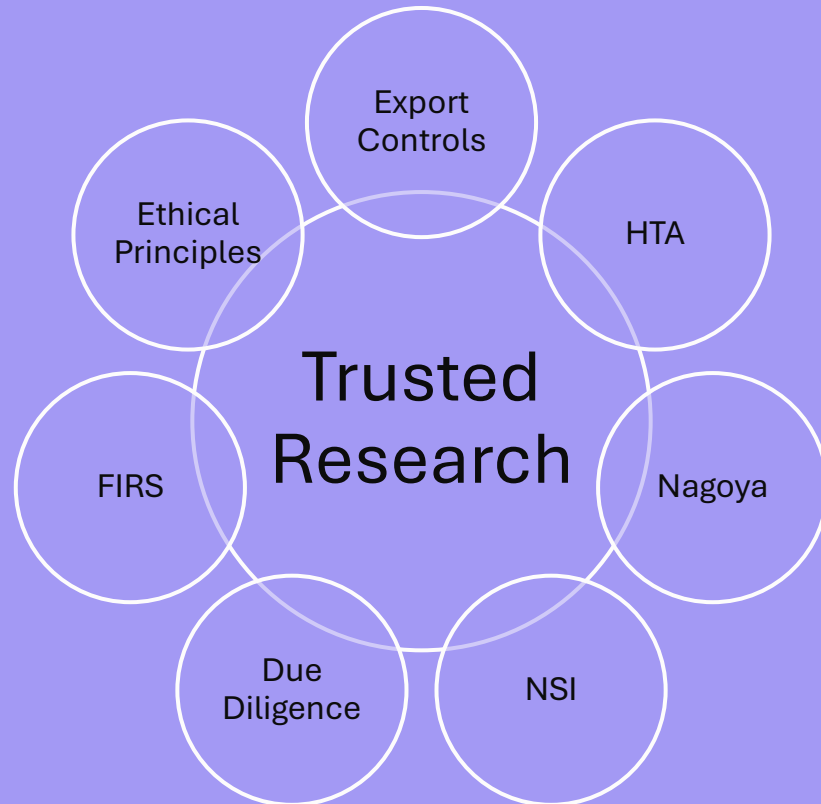 Export
Controls
HTA
Nagoya
NSI
Due
Diligence
FIRS
Ethical
Principles
Trusted
Research